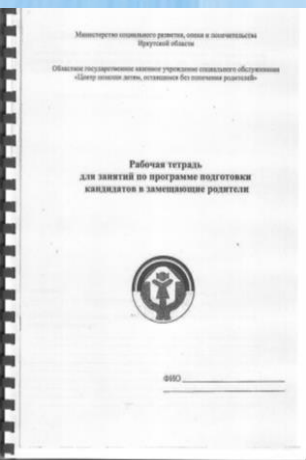 Министерство социального развития, опеки и попечительства
Иркутской области
Областное государственное казенное учреждение социального обслуживания
«Центр помощи детям, оставшимся без попечения родителей»
Рабочая тетрадь
для занятий по программе подготовки
кандидатов в замещающие родители
ФИО